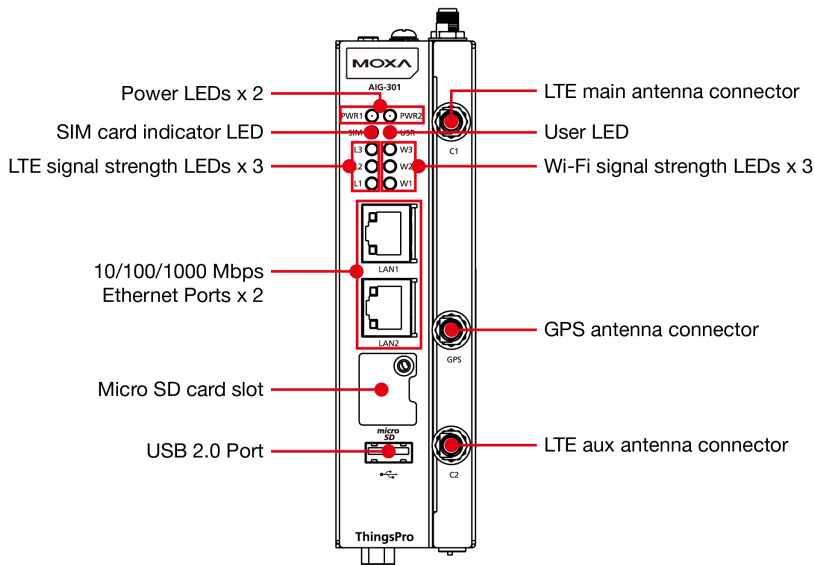 MOXA
AIG-301
Power LEDs x 2
LTE main antenna connector
PWR1
PWR2
SIM card indicator LED
SIM
USR
User LED
C1
LTE signal strength LEDs x 3
L3
W3
L2
W2
L1
W1
Wi-Fi signal strength LEDs x 3
10/100/1000 Mbps
Ethernet Ports x 2
LAN1
LAN2
GPS antenna connector
GPS
Micro SD card slot
micro
SD
USB 2.0 Port
LTE aux antenna connector
C2
ThingsPro